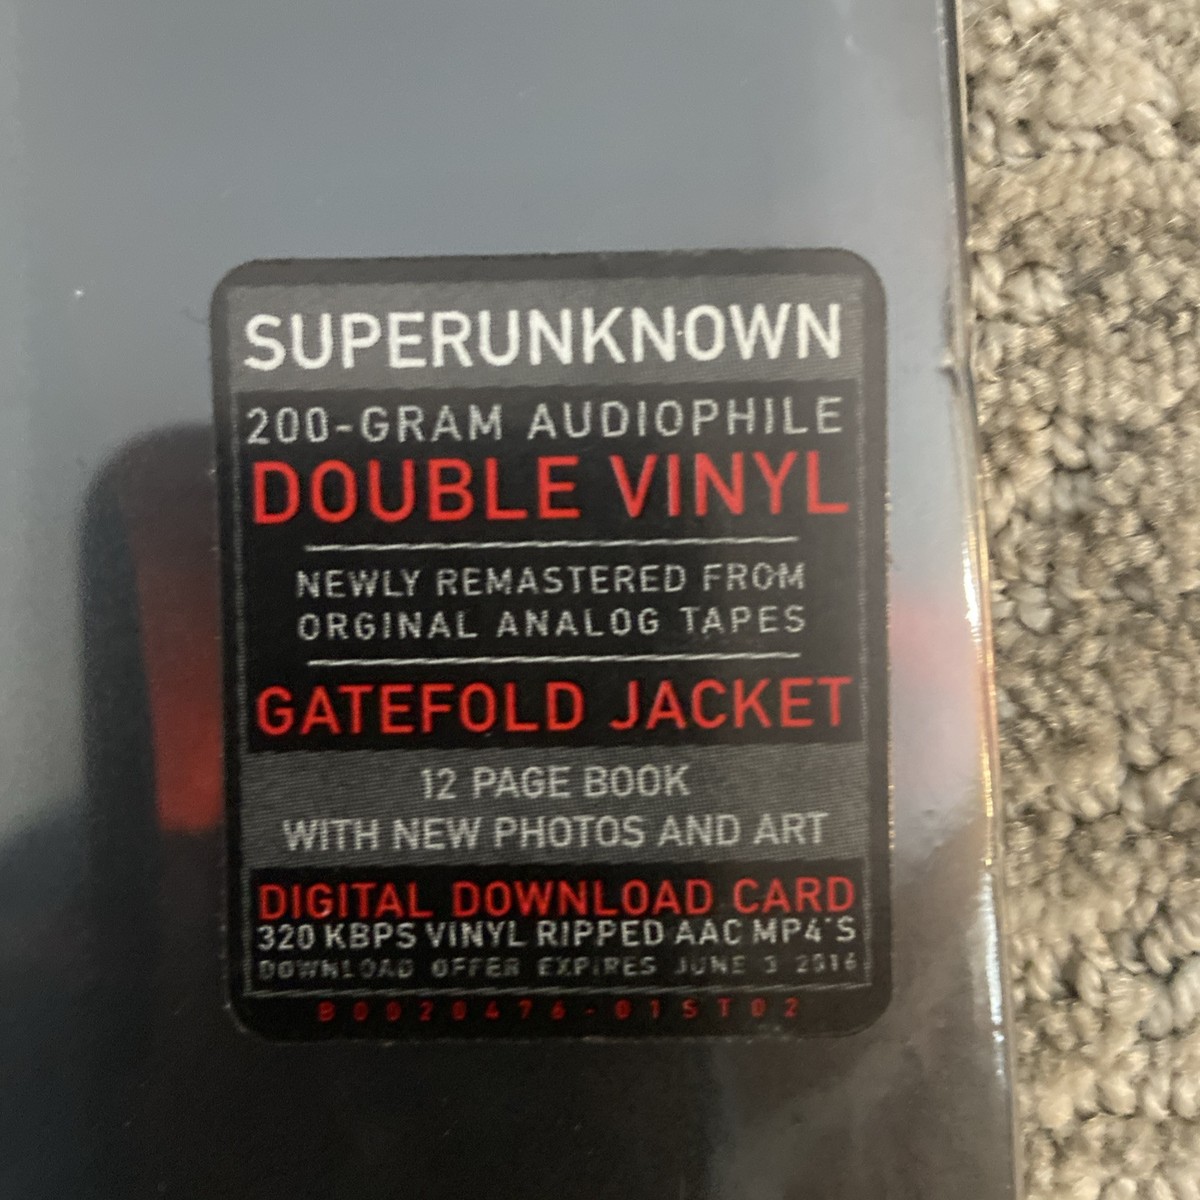 SUPERUNKNOWN
200-GRAM AUDIOPHILE
DOUBLE VINYL
NEWLY REMASTERED FROM
ORGINAL ANALOG TAPES
GATEFOLD JACKET
12 PAGE BOOK
WITH NEW PHOTOS AND ART
DIGITAL DOWNLOAD CARD
320 KBPS VINYL RIPPED AAC MP4'S
DOWNLOAD OFFER EXPIRES JUNE 3 2016
B0020476-01ST02